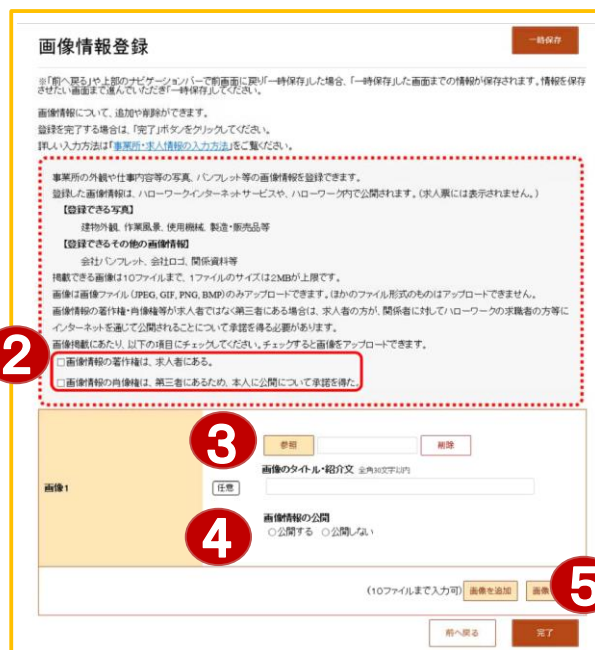 画像情報登録
一時保存
※「前へ戻る」や上部のナビゲーションバーで前画面に戻り「一時保存」した場合、「一時保存」した画面までの情報が保存されます。情報を保存
させたい画面まで進んでいただき「一時保存」してください。
画像情報について、追加や削除ができます。
登録を完了する場合は、「完了」ボタンをクリックしてください。
詳しい入力方法は「事業所・求人情報の入力方法」をご覧ください。
事業所の外観や仕事内容等の写真、パンフレット等の画像情報を登録できます。
登録した画像情報は、ハローワークインターネットサービスや、ハローワーク内で公開されます。(求人票には表示されません。)
【登録できる写真】
建物外観、作業風景、使用機械、製造・販売品等
【登録できるその他の画像情報】
会社パンフレット、会社ロゴ、関係資料等
掲載できる画像は10ファイルまで、1ファイルのサイズは2MBが上限です。
画像は画像ファイル(JPEG, GIF, PNG, BMP)のみアップロードできます。ほかのファイル形式のものはアップロードできません。
画像情報の著作権・肖像権等が求人者ではなく第三者にある場合は、求人者の方が、関係者に対してハローワークの求職者の方等に
インターネットを通じて公開されることについて承諾を得る必要があります。
画像掲載にあたり、以下の項目にチェックしてください。チェックすると画像をアップロードできます。
2
□画像情報の著作権は、求人者にある。
□画像情報の肖像権は、第三者にあるため、本人に公開について承諾を得た。
3
参照
削除
画像のタイトル・紹介文 全角30文字以内
画像1
任意
4
画像情報の公開
○公開する ○公開しない
(10ファイルまで入力可)
画像を追加
5
前へ戻る
完了